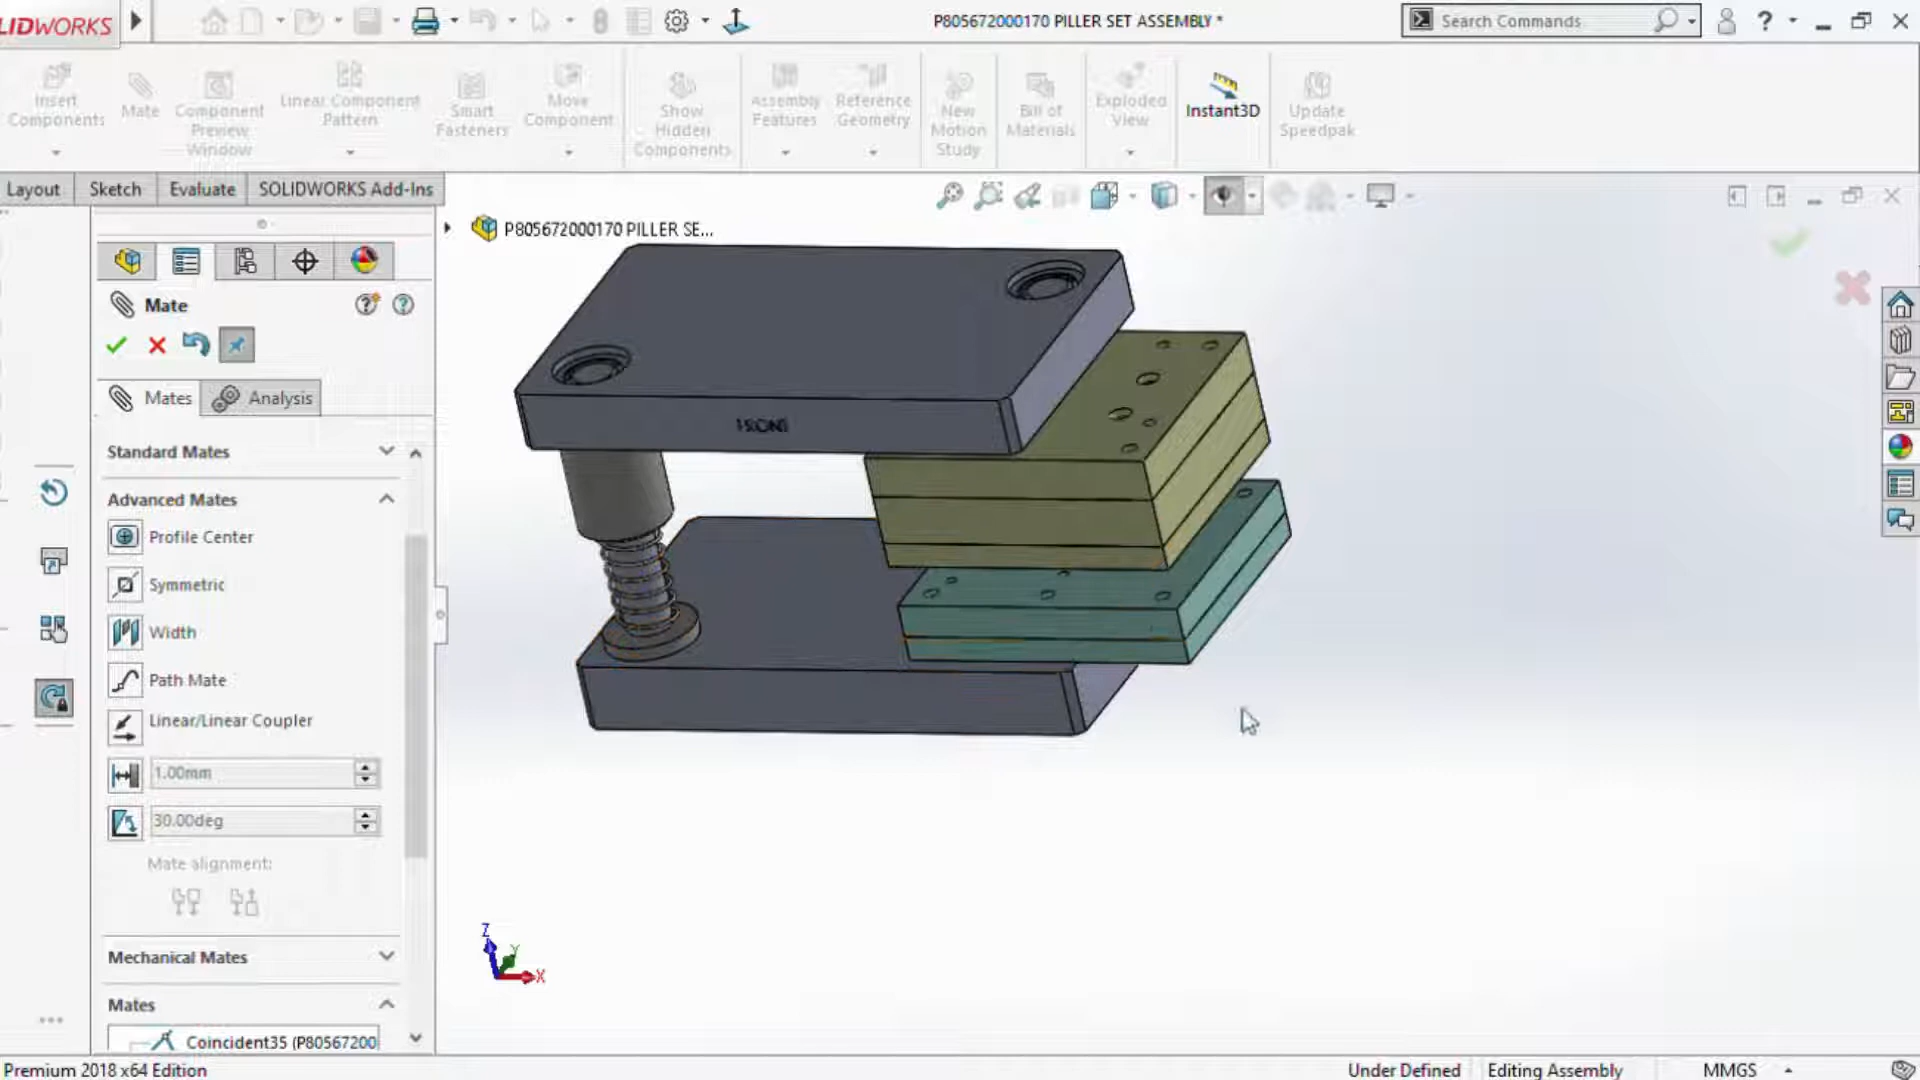 SOLIDWORKS
P805672000170 PILLER SET ASSEMBLY *
Search Commands
?
Insert
Components
Mate
Component
Preview
Window
Linear Component
Pattern
Smart
Fasteners
Move
Component
Show
Hidden
Components
Assembly
Features
Reference
Geometry
New
Motion
Study
Bill of
Materials
Exploded
View
Instant3D
Update
Speedpak
Layout
Sketch
Evaluate
SOLIDWORKS Add-Ins
P805672000170 PILLER SE...
Mate
Mates
Analysis
Standard Mates
Advanced Mates
Profile Center
Symmetric
Width
Path Mate
Linear/Linear Coupler
1.00mm
30.00deg
Mate alignment:
Mechanical Mates
Mates
Coincident35 (P80567200
FRONT
Z
Y
X
Premium 2018 x64 Edition
Under Defined
Editing Assembly
MMGS